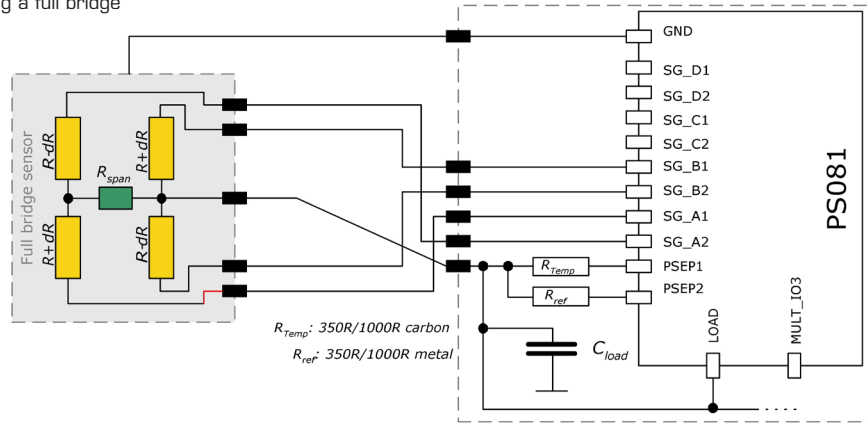 g a full bridge
GND
SG_D1
SG_D2
SG_C1
SG_C2
SG_B1
SG_B2
SG_A1
SG_A2
PSEP1
PSEP2
PS081
LOAD
MULT_IO3
Full bridge sensor
R-dR
R+dR
Rspan
R+dR
R-dR
RTemp
Rref
RTemp: 350R/1000R carbon
Rref: 350R/1000R metal
Cload